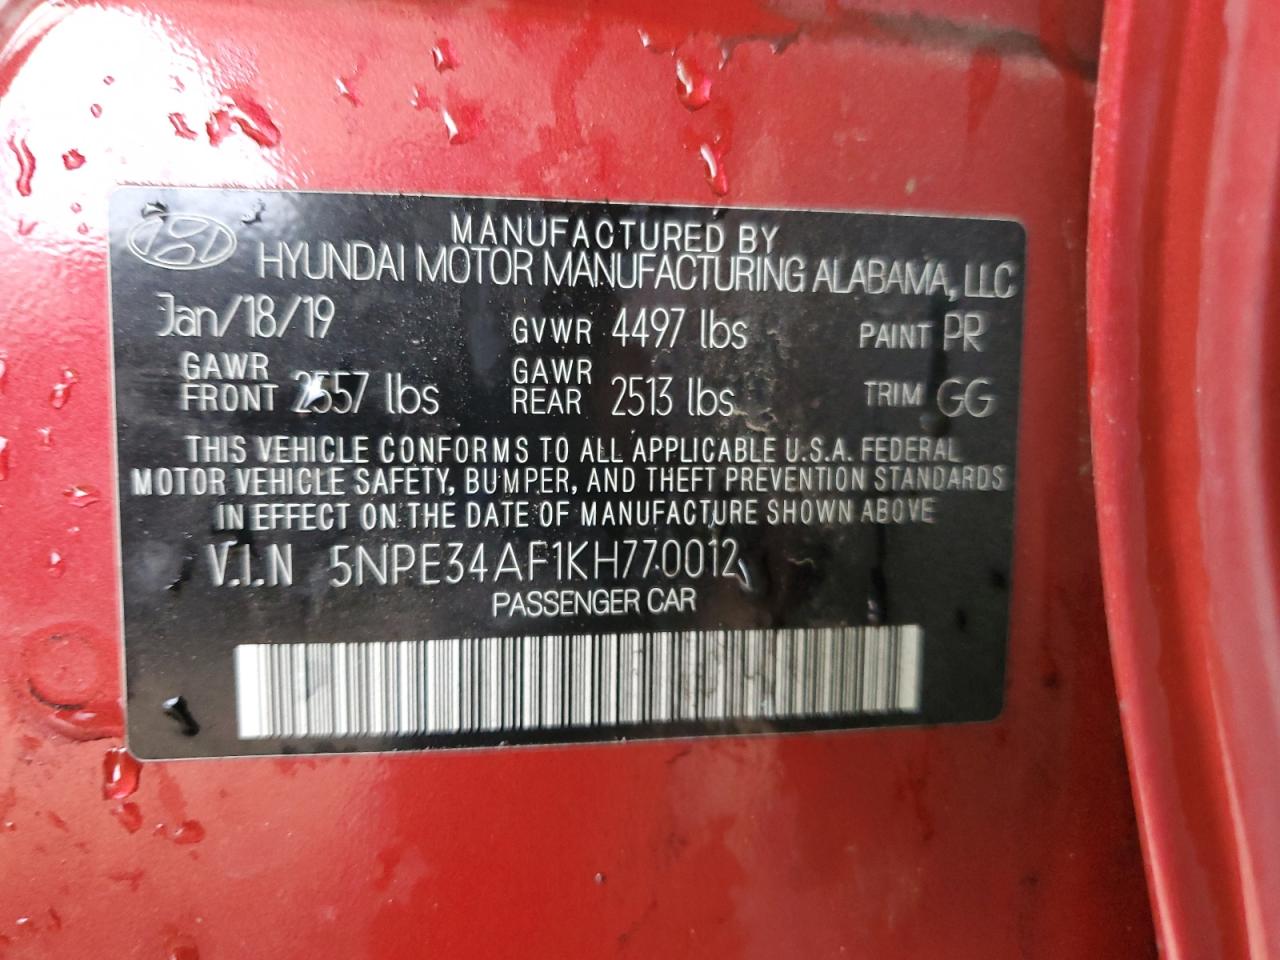 MANUFACTURED BY
HYUNDAI MOTOR MANUFACTURING ALABAMA, LLC
Jan/18/19 GVWR 4497 lbs PAINT PR
GAWR FRONT 2557 lbs GAWR REAR 2513 lbs TRIM GG
THIS VEHICLE CONFORMS TO ALL APPLICABLE U.S.A. FEDERAL
MOTOR VEHICLE SAFETY, BUMPER, AND THEFT PREVENTION STANDARDS
IN EFFECT ON THE DATE OF MANUFACTURE SHOWN ABOVE
V.I.N 5NPE34AF1KH770012
PASSENGER CAR